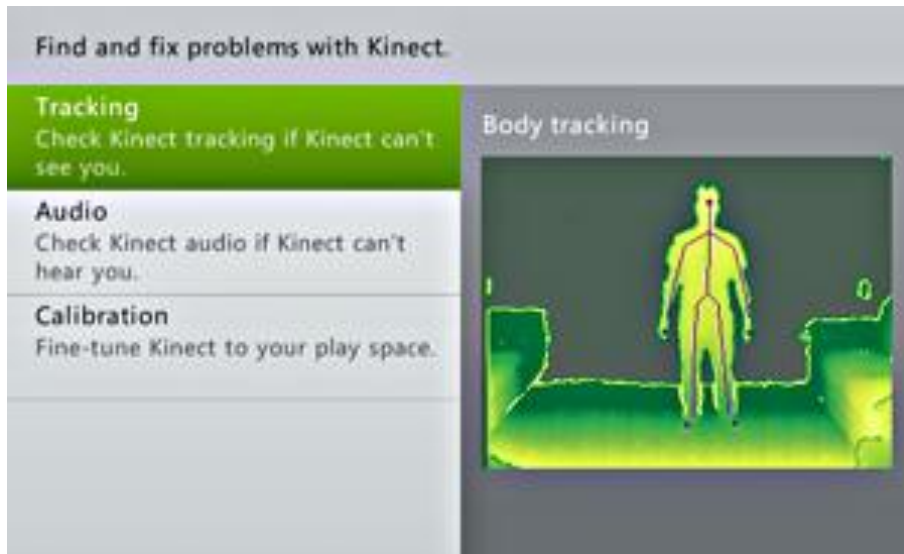 Find and fix problems with Kinect.
Tracking
Check Kinect tracking if Kinect can't
see you.
Audio
Check Kinect audio if Kinect can't
hear you.
Calibration
Fine-tune Kinect to your play space.
Body tracking